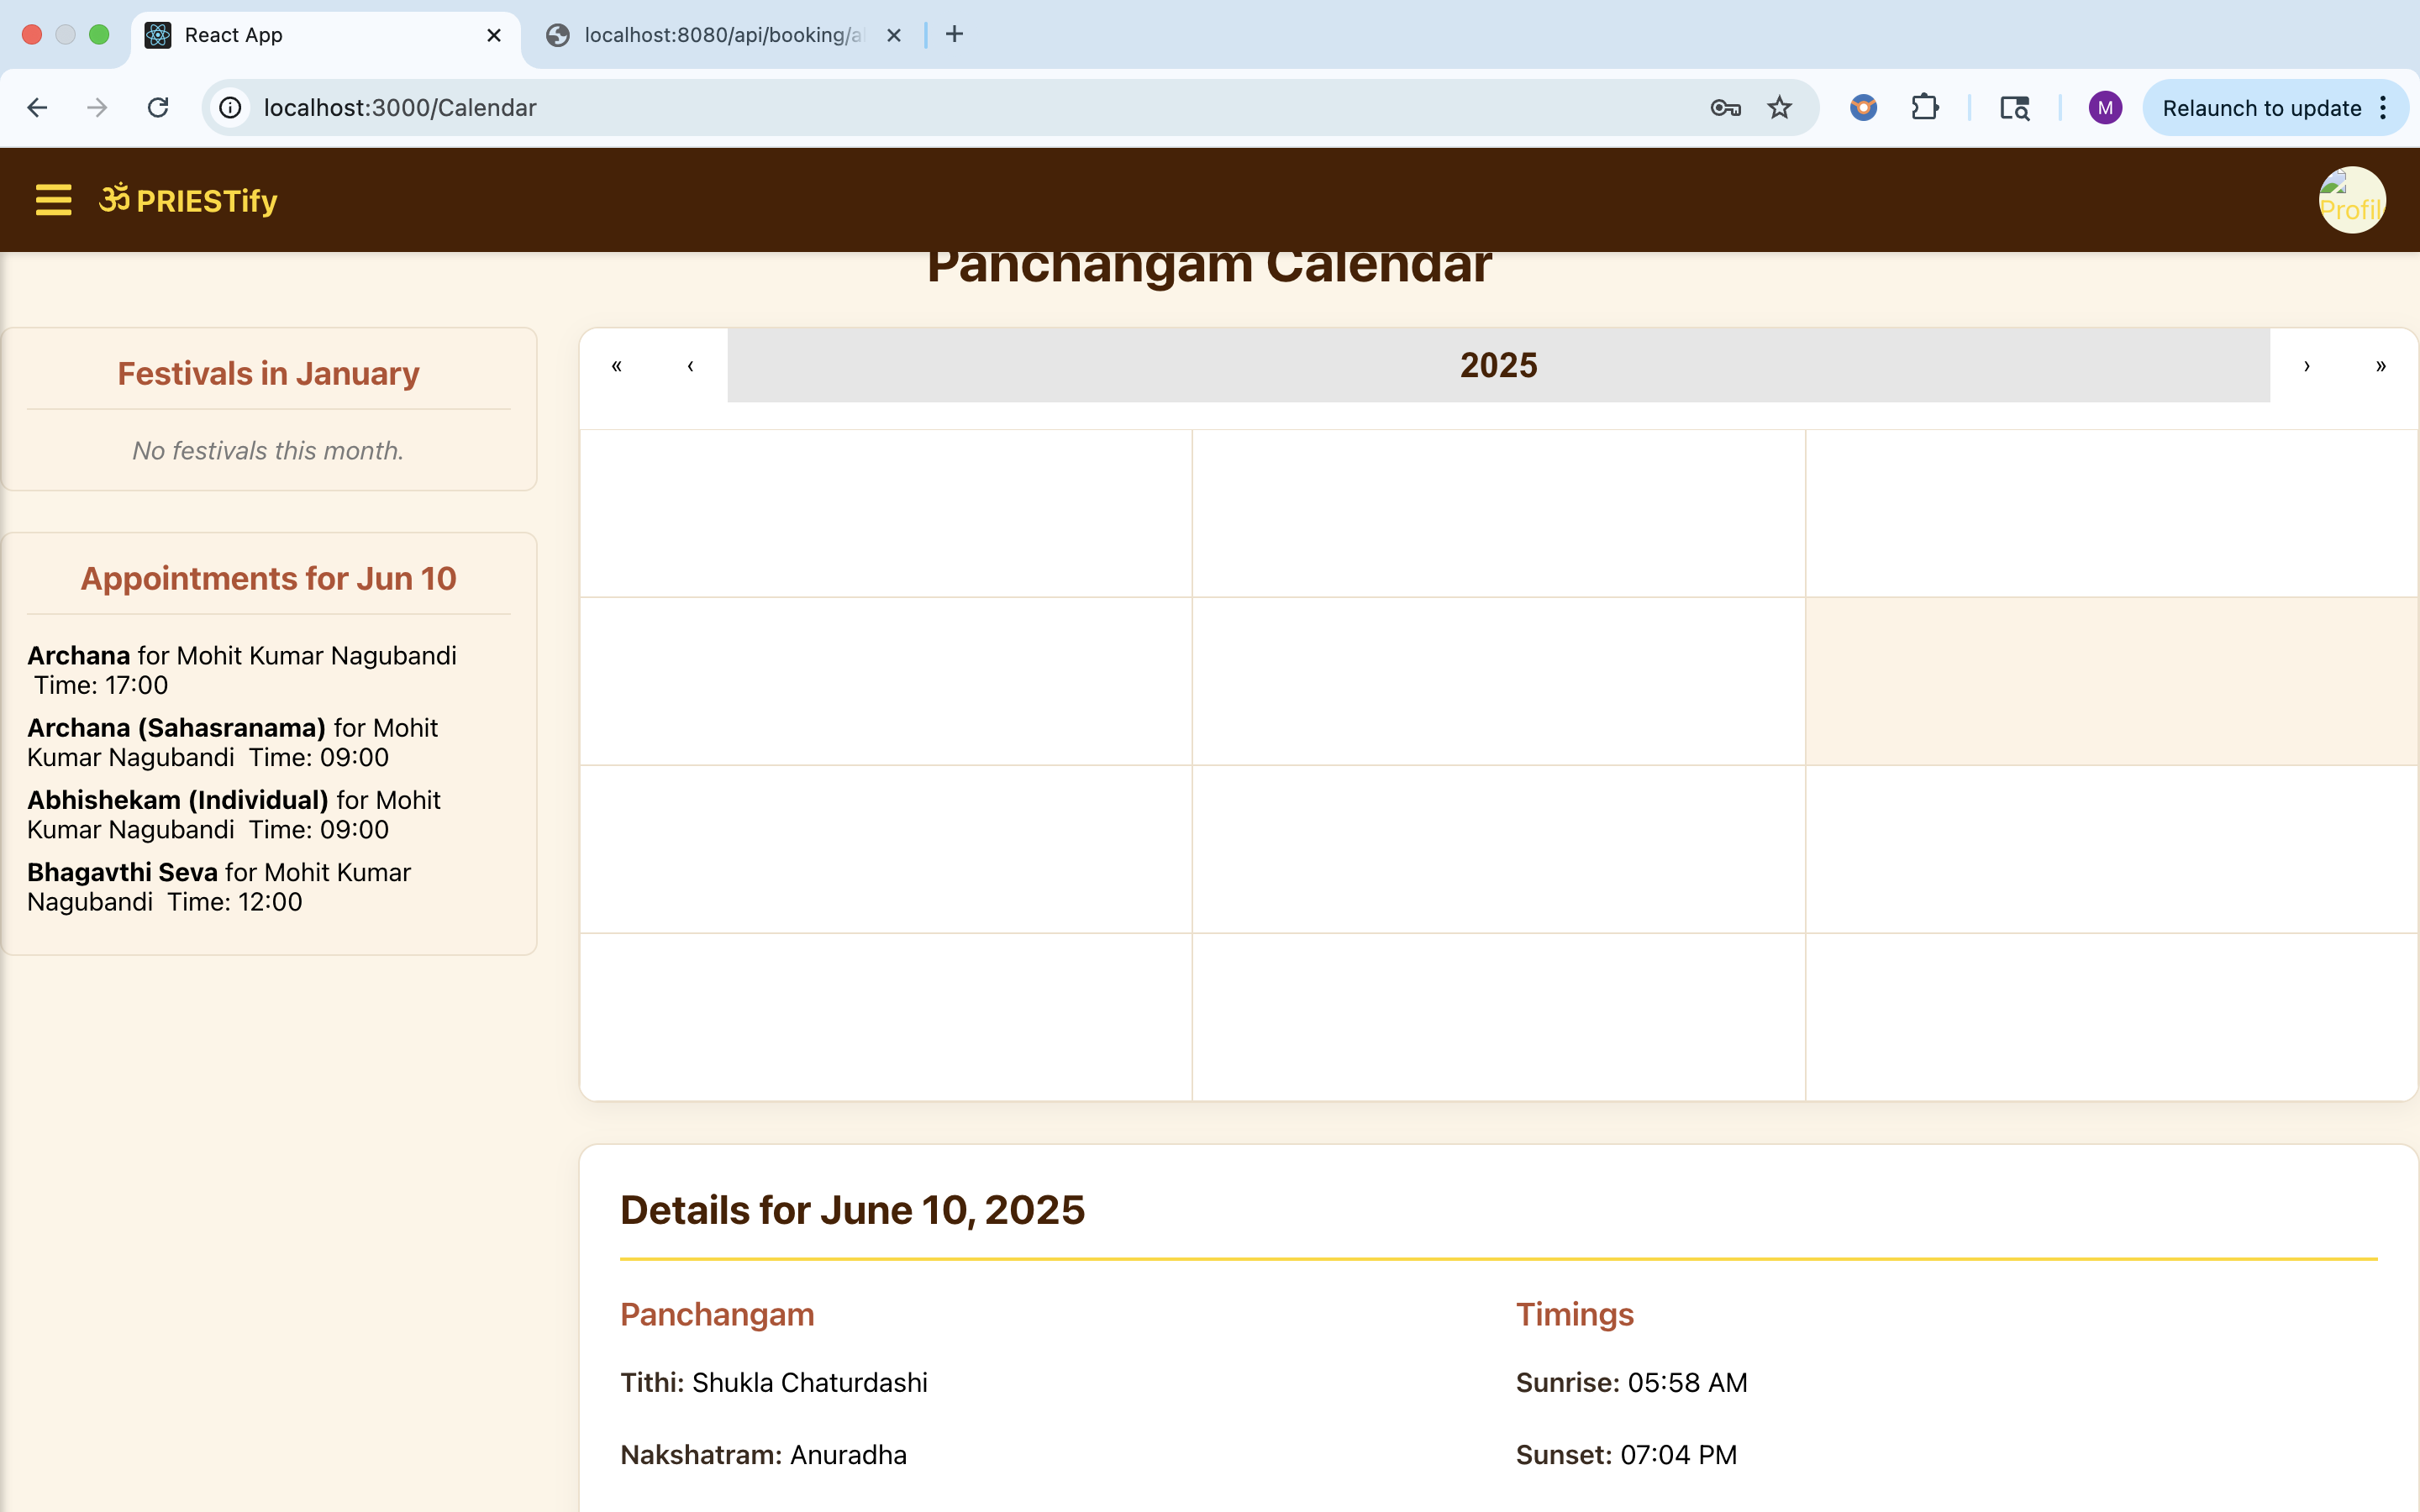 React App
localhost:8080/api/booking/a
localhost:3000/Calendar
M
Relaunch to update
ॐ PRIESTify
Profil
Panchangam Calendar
Festivals in January
No festivals this month.
Appointments for Jun 10
Archana for Mohit Kumar Nagubandi
Time: 17:00
Archana (Sahasranama) for Mohit
Kumar Nagubandi Time: 09:00
Abhishekam (Individual) for Mohit
Kumar Nagubandi Time: 09:00
Bhagavthi Seva for Mohit Kumar
Nagubandi Time: 12:00
« ‹ 2025 › »
Details for June 10, 2025
Panchangam
Tithi: Shukla Chaturdashi
Nakshatram: Anuradha
Timings
Sunrise: 05:58 AM
Sunset: 07:04 PM